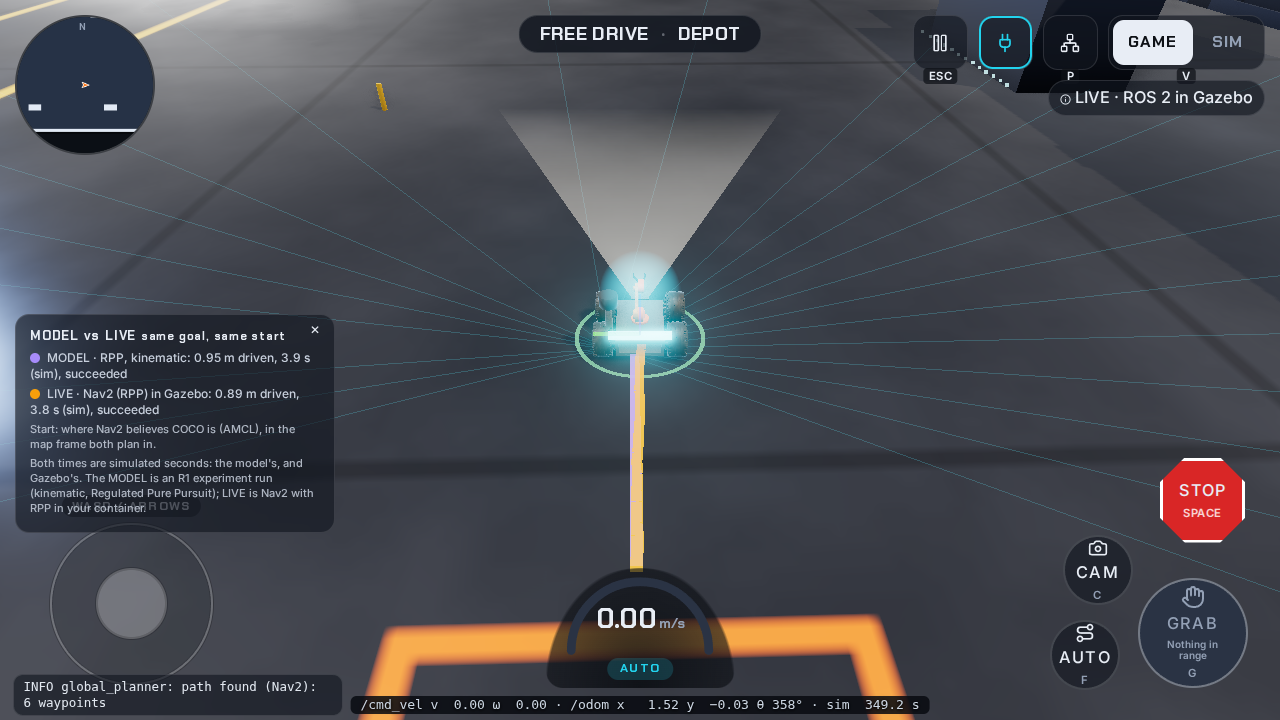 N
FREE DRIVE · DEPOT
GAME SIM
ESC P V
LIVE · ROS 2 in Gazebo
MODEL vs LIVE same goal, same start ×
MODEL · RPP, kinematic: 0.95 m driven, 3.9 s
(sim), succeeded
LIVE · Nav2 (RPP) in Gazebo: 0.89 m driven,
3.8 s (sim), succeeded
Start: where Nav2 believes COCO is (AMCL), in the
map frame both plan in.
Both times are simulated seconds: the model's, and
Gazebo's. The MODEL is an R1 experiment run
(kinematic, Regulated Pure Pursuit); LIVE is Nav2 with
RPP in your container.
STOP
SPACE
CAM
C
GRAB
Nothing in
range
G
AUTO
F
0.00 m/s
AUTO
INFO global_planner: path found (Nav2):
6 waypoints
/cmd_vel v 0.00 ω 0.00 · /odom x 1.52 y −0.03 θ 358° · sim 349.2 s